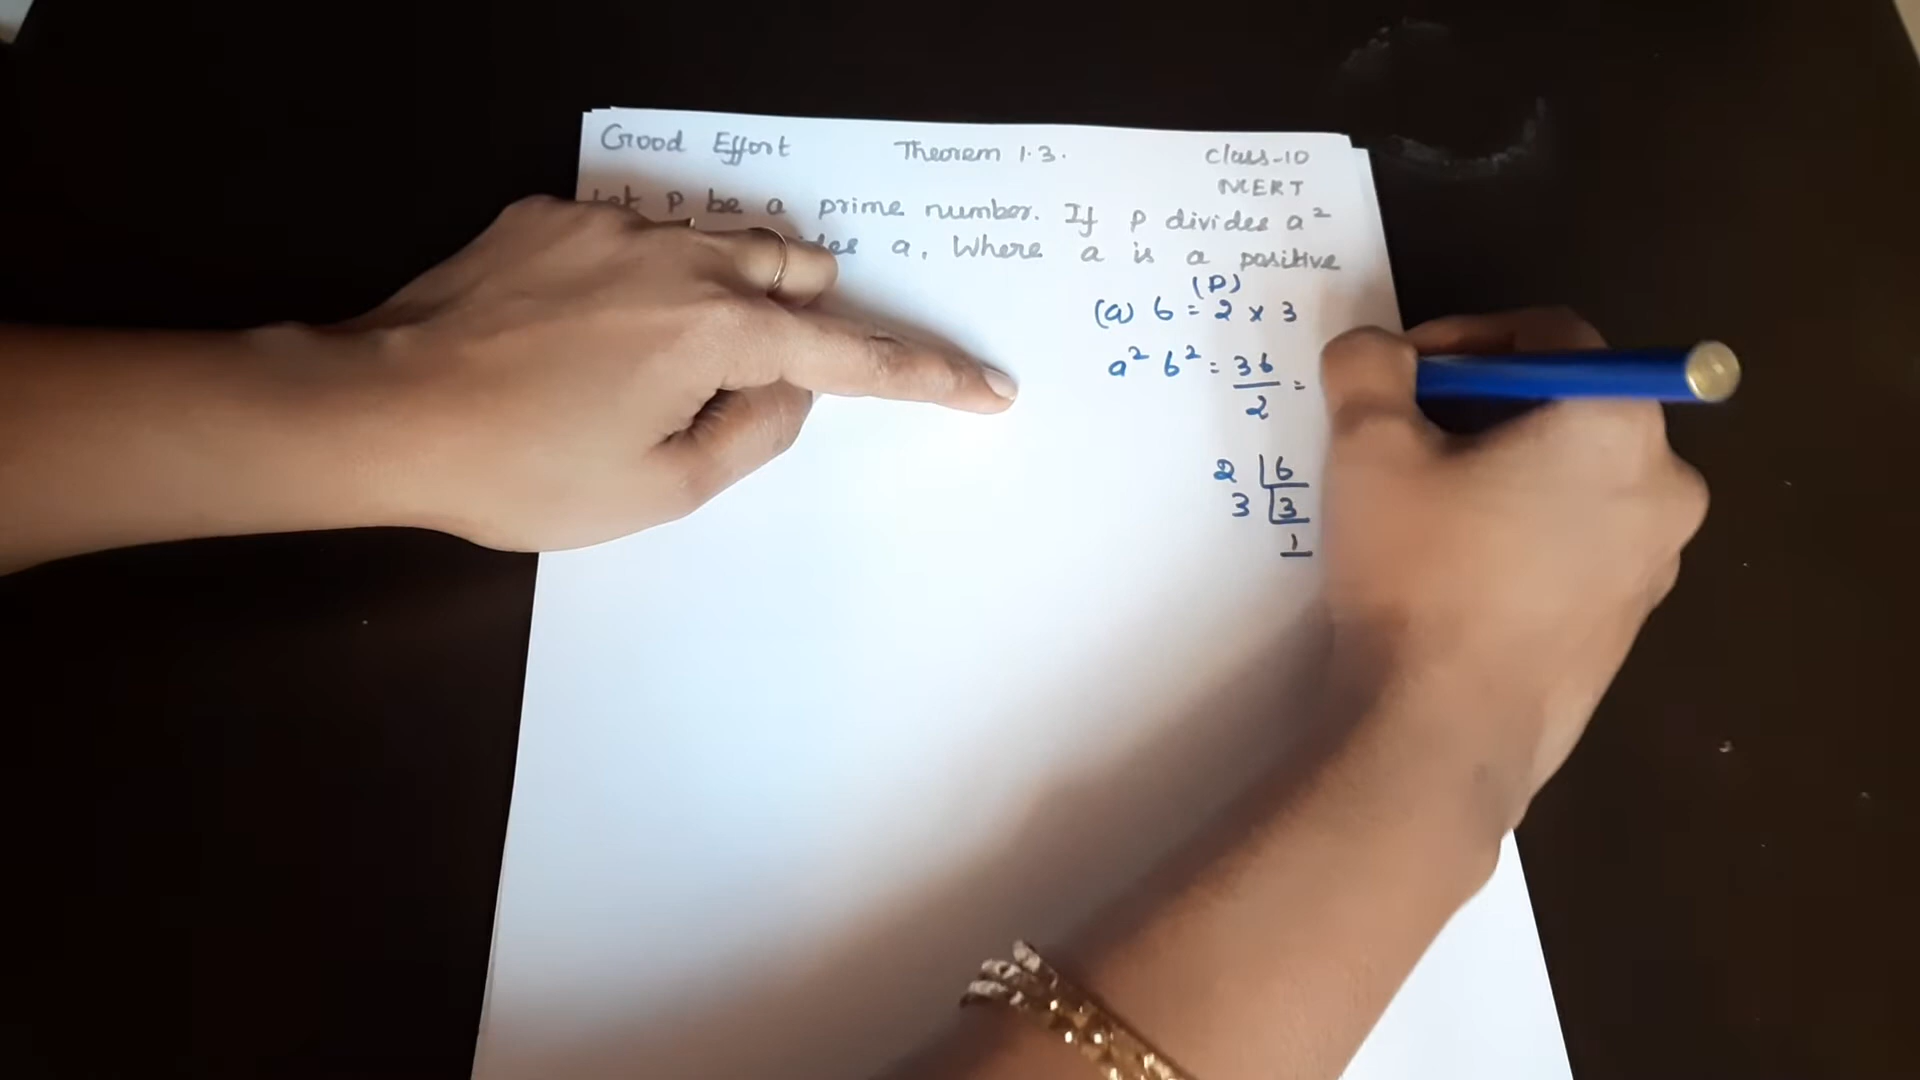 Good Effort Theorem 1.3. Class-10
NCERT
Let P be a prime number. If P divides a²
a, Where a is a positive
(P)
(a) 6 = 2 x 3
a² 6² = 36/2 =
2 | 6
3 | 3
1